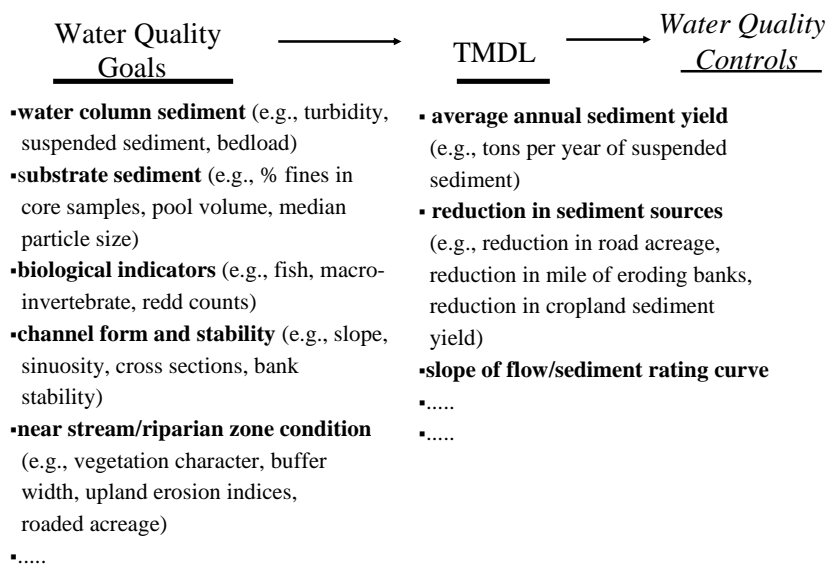 Water Quality
Goals
TMDL
Water Quality
Controls
▪water column sediment (e.g., turbidity,
suspended sediment, bedload)
▪substrate sediment (e.g., % fines in
core samples, pool volume, median
particle size)
▪biological indicators (e.g., fish, macro-
invertebrate, redd counts)
▪channel form and stability (e.g., slope,
sinuosity, cross sections, bank
stability)
▪near stream/riparian zone condition
(e.g., vegetation character, buffer
width, upland erosion indices,
roaded acreage)
▪.....
▪ average annual sediment yield
(e.g., tons per year of suspended
sediment)
▪ reduction in sediment sources
(e.g., reduction in road acreage,
reduction in mile of eroding banks,
reduction in cropland sediment
yield)
▪slope of flow/sediment rating curve
▪.....
▪.....